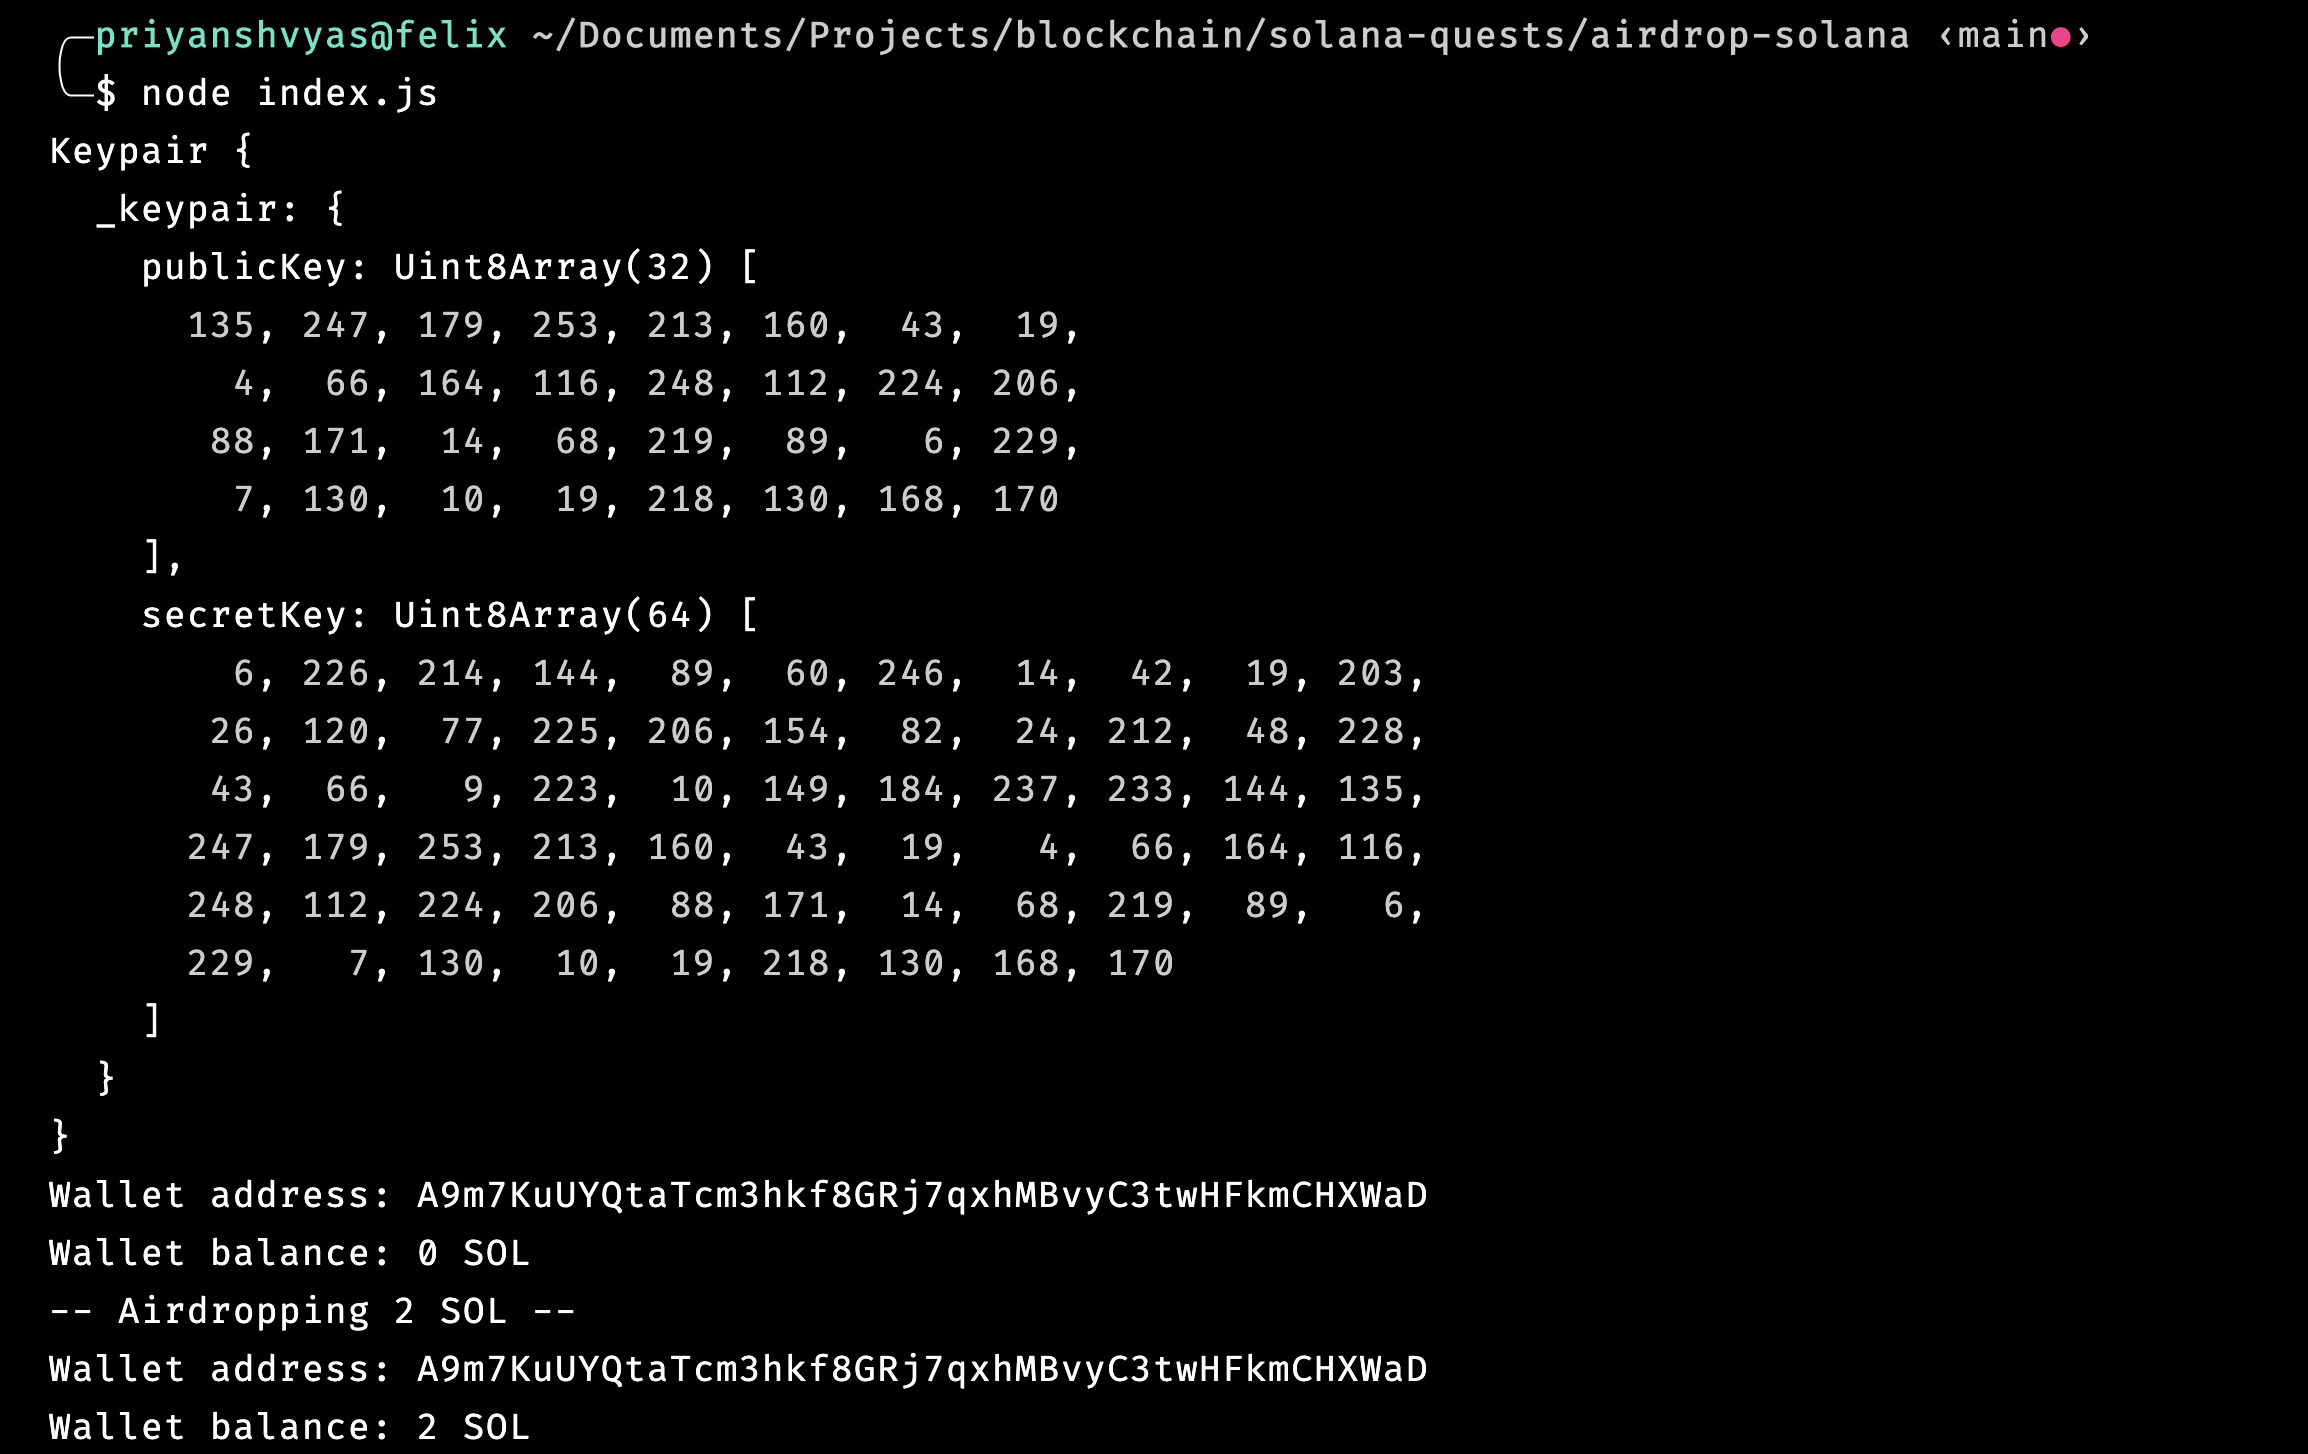 priyanshvyas@felix ~/Documents/Projects/blockchain/solana-quests/airdrop-solana ‹main●›
$ node index.js
Keypair {
  _keypair: {
    publicKey: Uint8Array(32) [
      135, 247, 179, 253, 213, 160,  43,  19,
        4,  66, 164, 116, 248, 112, 224, 206,
       88, 171,  14,  68, 219,  89,   6, 229,
        7, 130,  10,  19, 218, 130, 168, 170
    ],
    secretKey: Uint8Array(64) [
        6, 226, 214, 144,  89,  60, 246,  14,  42,  19, 203,
       26, 120,  77, 225, 206, 154,  82,  24, 212,  48, 228,
       43,  66,   9, 223,  10, 149, 184, 237, 233, 144, 135,
      247, 179, 253, 213, 160,  43,  19,   4,  66, 164, 116,
      248, 112, 224, 206,  88, 171,  14,  68, 219,  89,   6,
      229,   7, 130,  10,  19, 218, 130, 168, 170
    ]
  }
}
Wallet address: A9m7KuUYQtaTcm3hkf8GRj7qxhMBvyC3twHFkmCHXWaD
Wallet balance: 0 SOL
-- Airdropping 2 SOL --
Wallet address: A9m7KuUYQtaTcm3hkf8GRj7qxhMBvyC3twHFkmCHXWaD
Wallet balance: 2 SOL